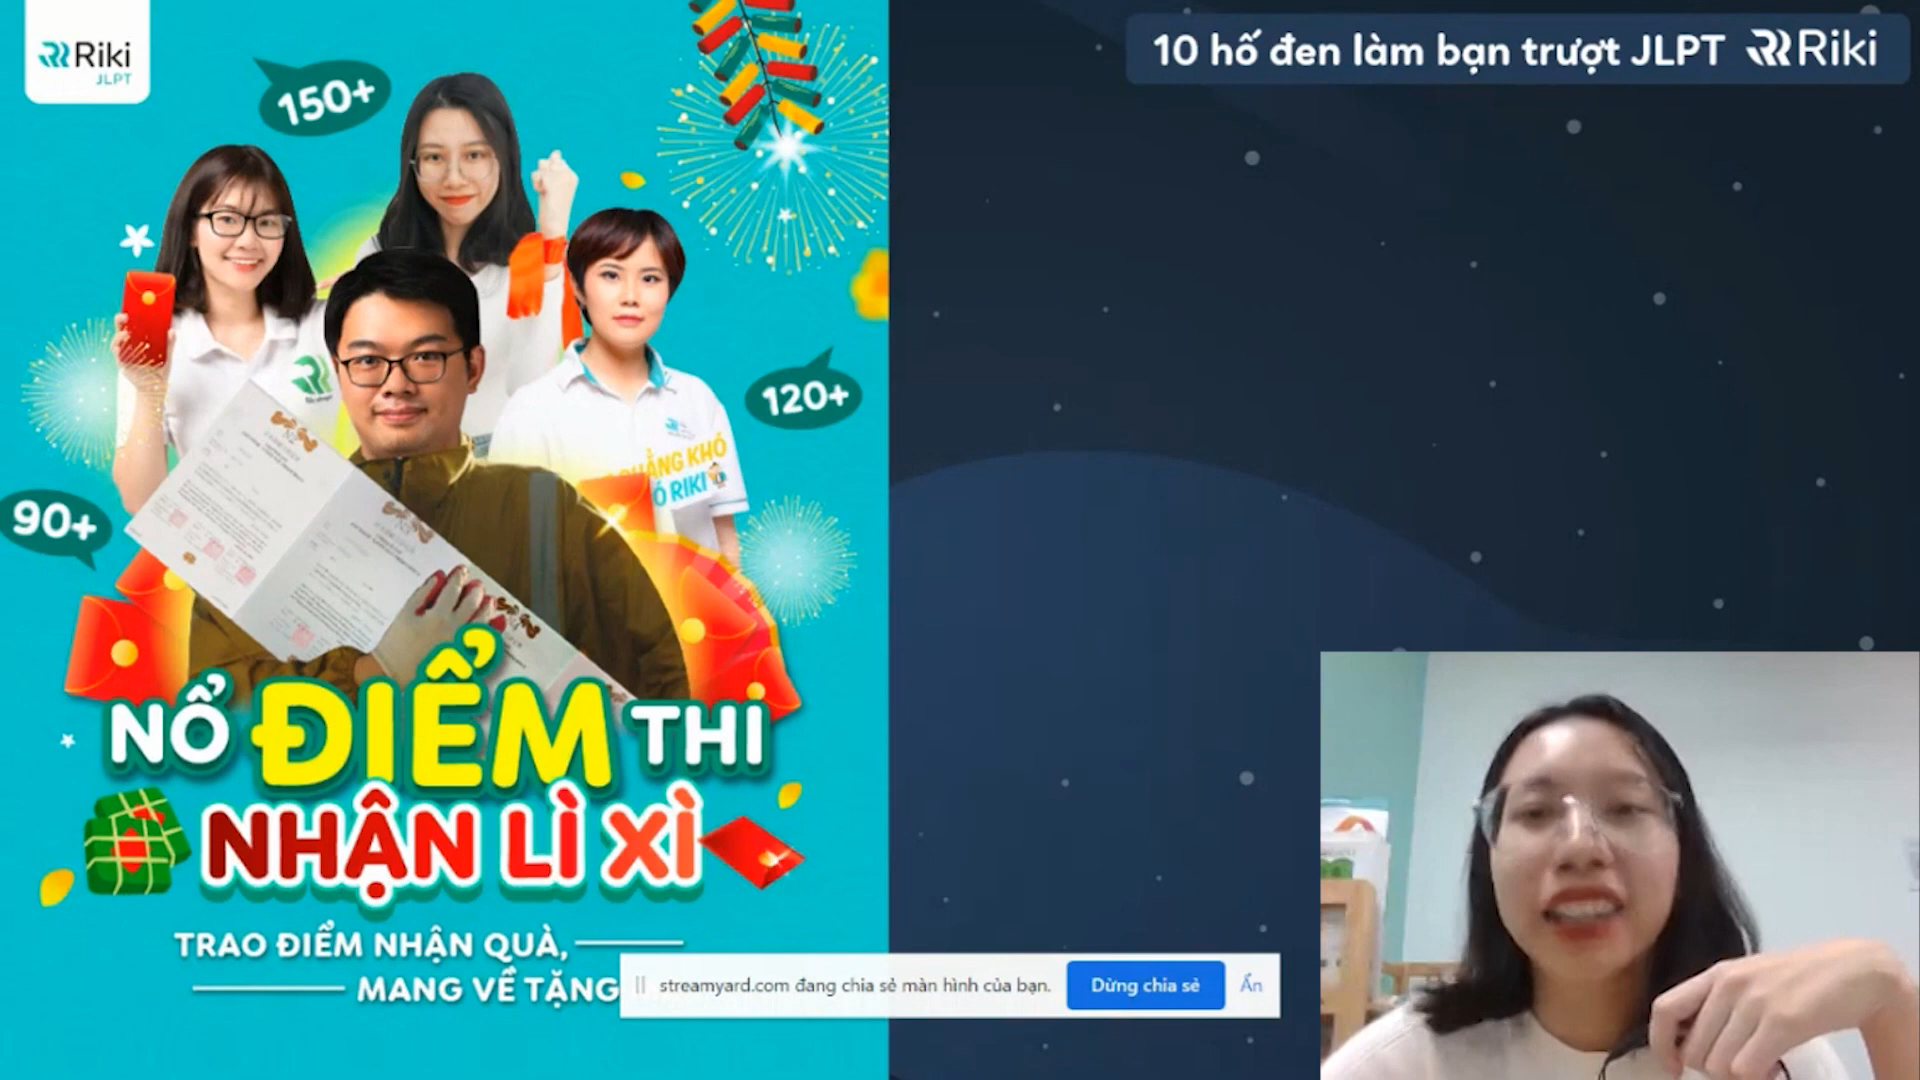 Riki
JLPT
150+
10 hố đen làm bạn trượt JLPT Riki
120+
90+
NỔ ĐIỂM THI
NHẬN LÌ XÌ
TRAO ĐIỂM NHẬN QUÀ,
MANG VỀ TẶNG
streamyard.com đang chia sẻ màn hình của bạn. Dừng chia sẻ Ẩn